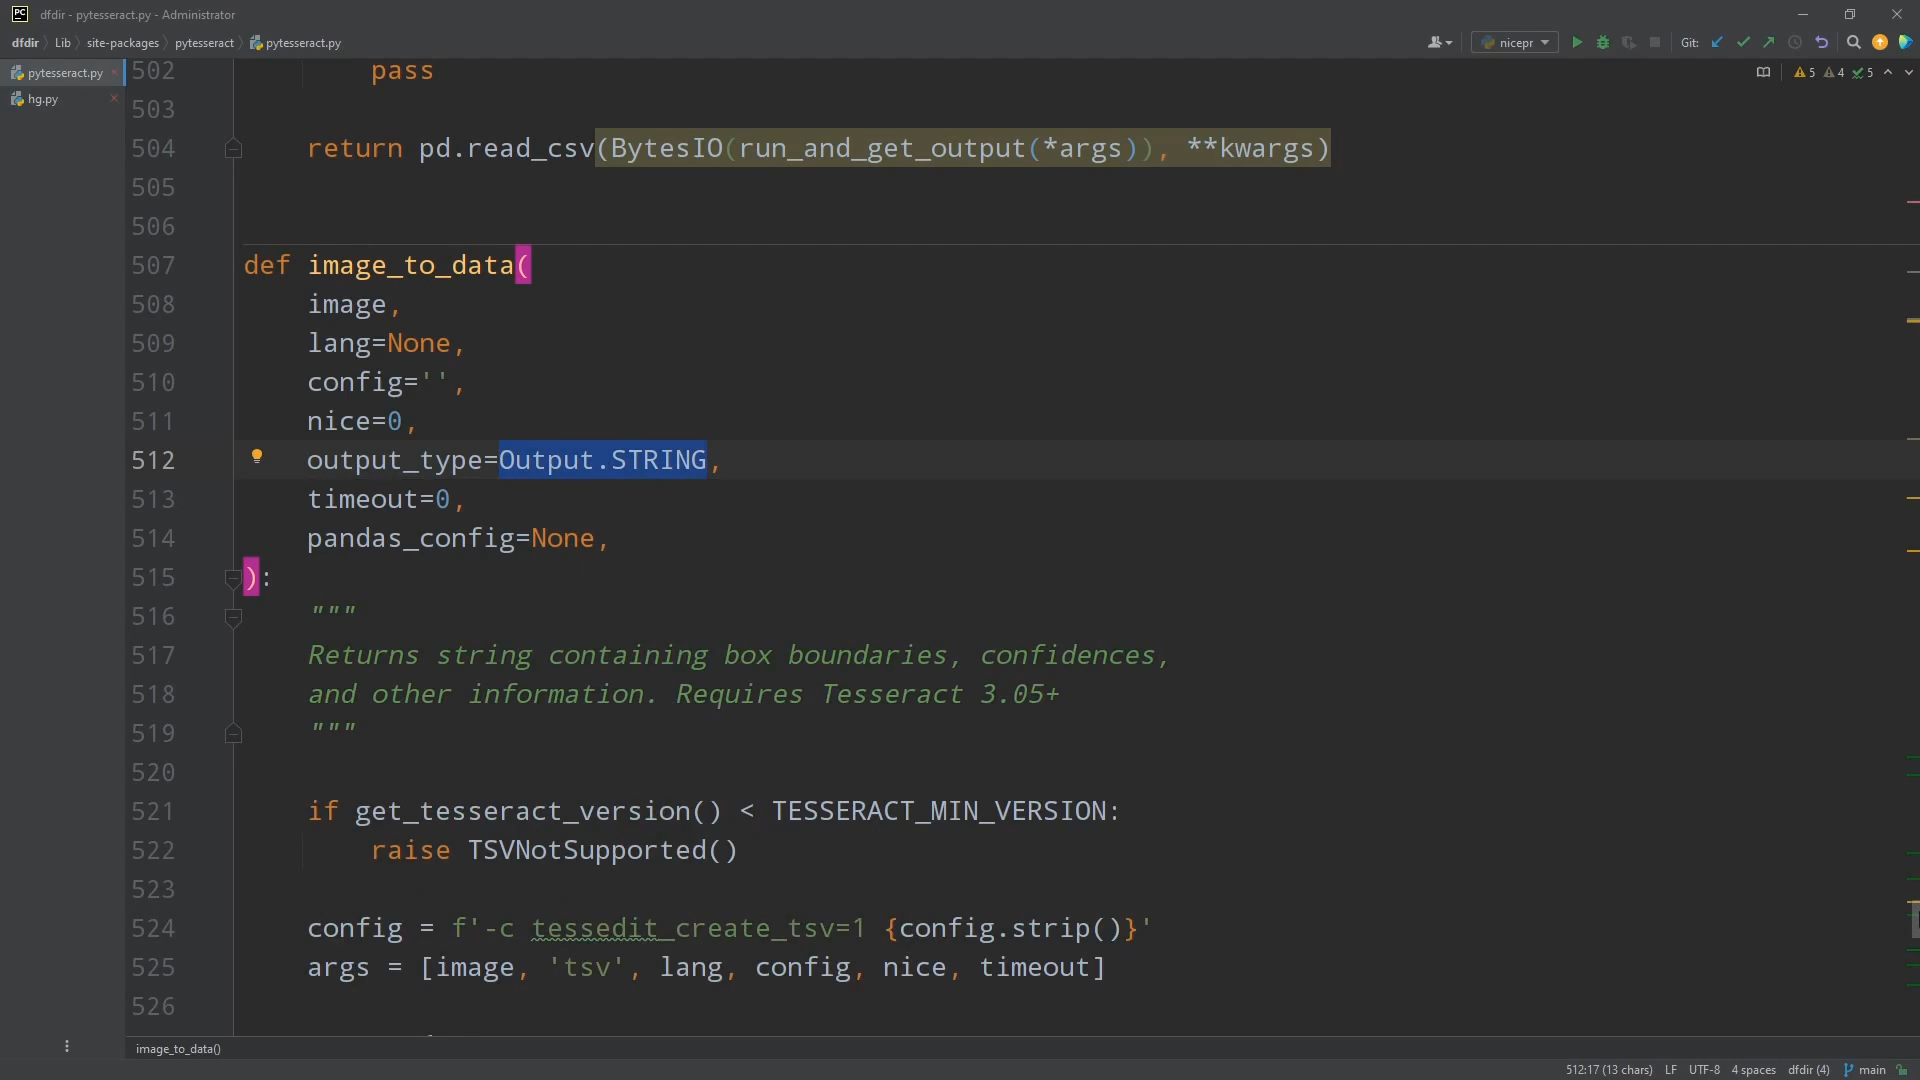 PC dfdir - pytesseract.py - Administrator
dfdir Lib site-packages pytesseract pytesseract.py
nicepr Git:
pytesseract.py
hg.py
5 4 5
502 pass
503
504 return pd.read_csv(BytesIO(run_and_get_output(*args)), **kwargs)
505
506
507 def image_to_data(
508 image,
509 lang=None,
510 config='',
511 nice=0,
512 output_type=Output.STRING,
513 timeout=0,
514 pandas_config=None,
515 ):
516 """
517 Returns string containing box boundaries, confidences,
518 and other information. Requires Tesseract 3.05+
519 """
520
521 if get_tesseract_version() < TESSERACT_MIN_VERSION:
522 raise TSVNotSupported()
523
524 config = f'-c tessedit_create_tsv=1 {config.strip()}'
525 args = [image, 'tsv', lang, config, nice, timeout]
526
image_to_data()
512:17 (13 chars) LF UTF-8 4 spaces dfdir (4) main